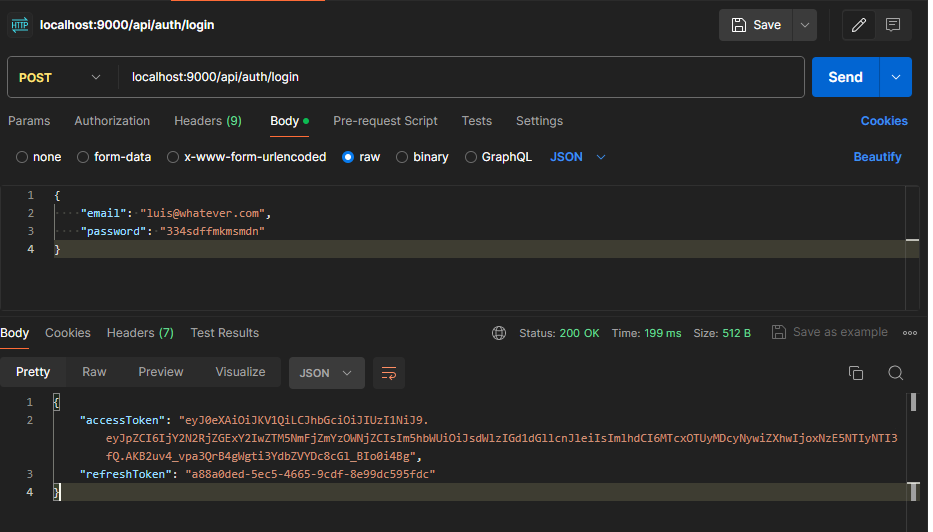 HTTP localhost:9000/api/auth/login Save
POST localhost:9000/api/auth/login Send
Params Authorization Headers (9) Body Pre-request Script Tests Settings Cookies
none form-data x-www-form-urlencoded raw binary GraphQL JSON Beautify
1 {
2 "email": "luis@whatever.com",
3 "password": "334sdffmkmsmdn"
4 }
Body Cookies Headers (7) Test Results Status: 200 OK Time: 199 ms Size: 512 B Save as example
Pretty Raw Preview Visualize JSON
1 {
2 "accessToken": "eyJ0eXAiOiJKV1QiLCJhbGciOiJIUzI1NiJ9.
eyJpZCI6IjY2N2RjZGExY2IwZTM5NmFjZmYzOWNjZCIsIm5hbWUiOiJsdWlzIGd1dGllcnJleiIsImlhdCI6MTcxOTUyMDcyNywiZXhwIjoxNzE5NTIyNTI3
fQ.AKB2uv4_vpa3QrB4gWgti3YdbZVYDc8cGl_BIo0i4Bg",
3 "refreshToken": "a88a0ded-5ec5-4665-9cdf-8e99dc595fdc"
4 }